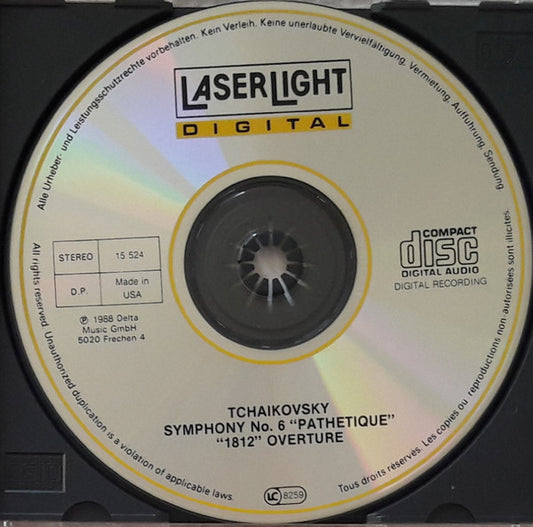 Alle Urheber- und Leistungsschutzrechte vorbehalten. Kein Verleih. Keine unerlaubte Vervielfältigung, Vermietung, Aufführung, Sendung
LASERLIGHT
DIGITAL
STEREO 15 524
D.P. Made in USA
℗ 1988 Delta
Music GmbH
5020 Frechen 4
COMPACT
disc
DIGITAL AUDIO
DIGITAL RECORDING
TCHAIKOVSKY
SYMPHONY No. 6 "PATHETIQUE"
"1812" OVERTURE
LC 8259
All rights reserved. Unauthorized duplication is a violation of applicable laws.
Tous droits réservés. Les copies ou reproductions non-autorisées sont illicites.